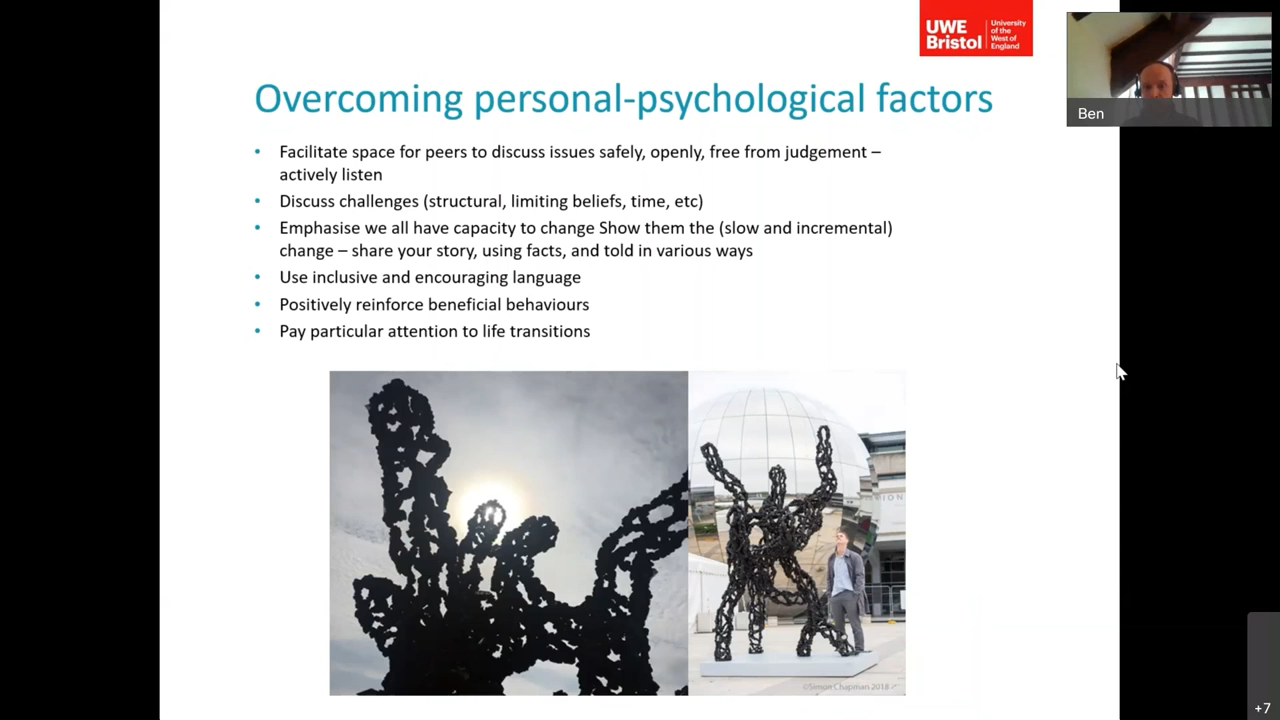 UWE
Bristol
University
of the
West of
England
Ben
Overcoming personal-psychological factors
• Facilitate space for peers to discuss issues safely, openly, free from judgement –
actively listen
• Discuss challenges (structural, limiting beliefs, time, etc)
• Emphasise we all have capacity to change Show them the (slow and incremental)
change – share your story, using facts, and told in various ways
• Use inclusive and encouraging language
• Positively reinforce beneficial behaviours
• Pay particular attention to life transitions
©Simon Chapman 2018
+7